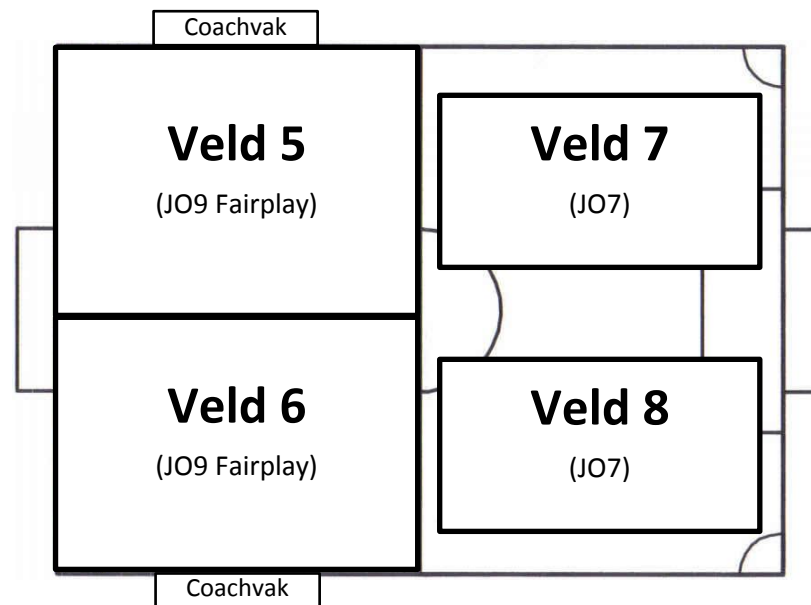 Coachvak
Veld 5
(JO9 Fairplay)
Veld 7
(JO7)
Veld 6
(JO9 Fairplay)
Veld 8
(JO7)
Coachvak